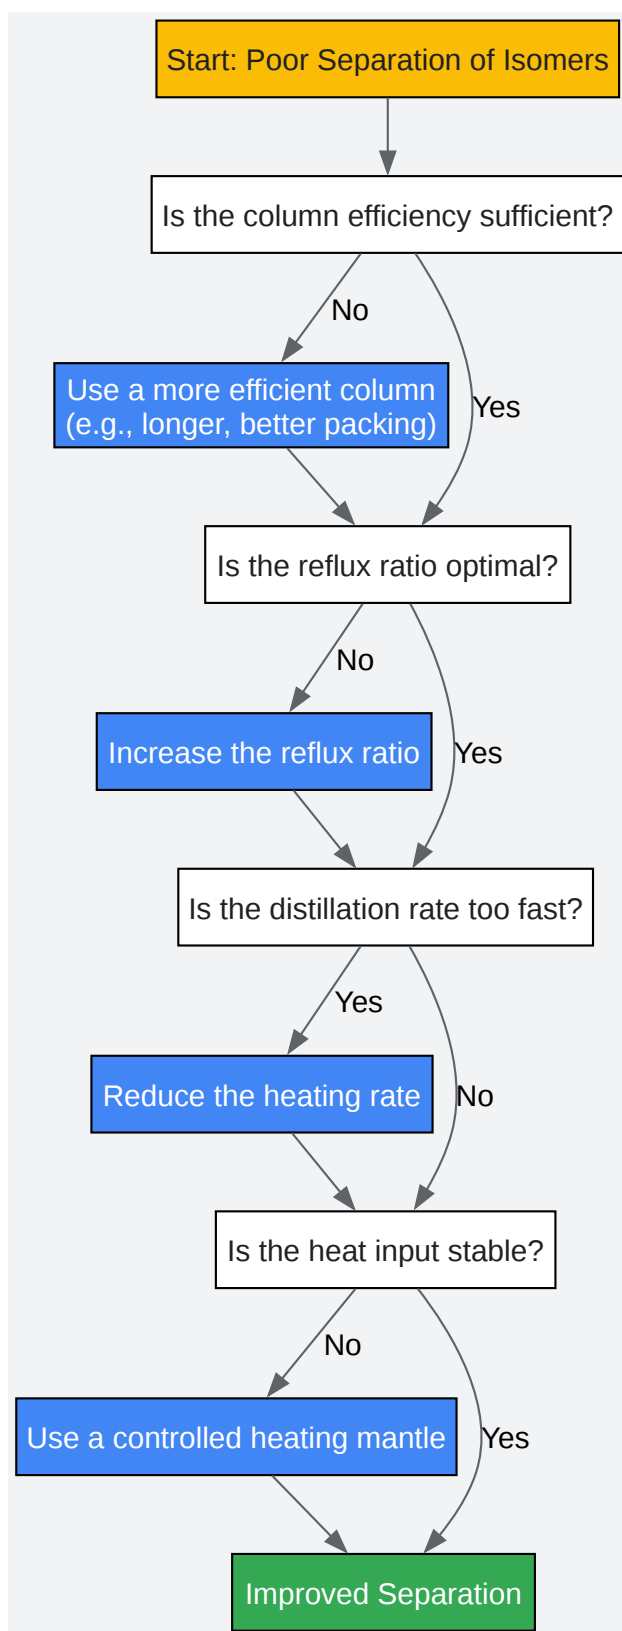 Start: Poor Separation of Isomers
Is the column efficiency sufficient?
No
Use a more efficient column
(e.g., longer, better packing)
Yes
Is the reflux ratio optimal?
No
Increase the reflux ratio
Yes
Is the distillation rate too fast?
Yes
Reduce the heating rate
No
Is the heat input stable?
No
Use a controlled heating mantle
Yes
Improved Separation